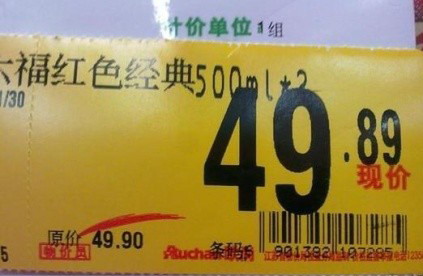 计价单位 1组
六福红色经典500ml*2
1/30
49.89
现价
原价 49.90
物价员
Auchan
条码
901392107295